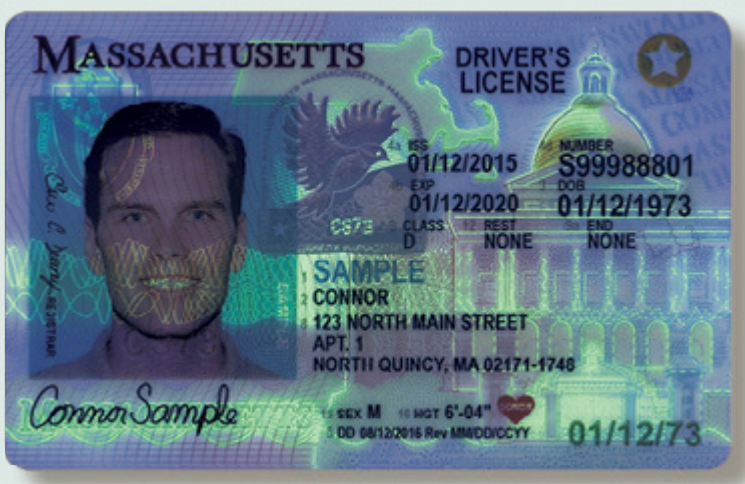 MASSACHUSETTS
DRIVER'S
LICENSE
4a ISS
01/12/2015
4d NUMBER
S99988801
4b EXP
01/12/2020
3 DOB
01/12/1973
9 CLASS
D
12 REST
NONE
9a END
NONE
0673
1 SAMPLE
2 CONNOR
8 123 NORTH MAIN STREET
APT. 1
NORTH QUINCY, MA 02171-1746
REGISTRAR
Connor Sample
15 SEX M 16 HGT 6'-04"
5 DD 08/12/2016 Rev MM/DD/CCYY
DONOR
01/12/73